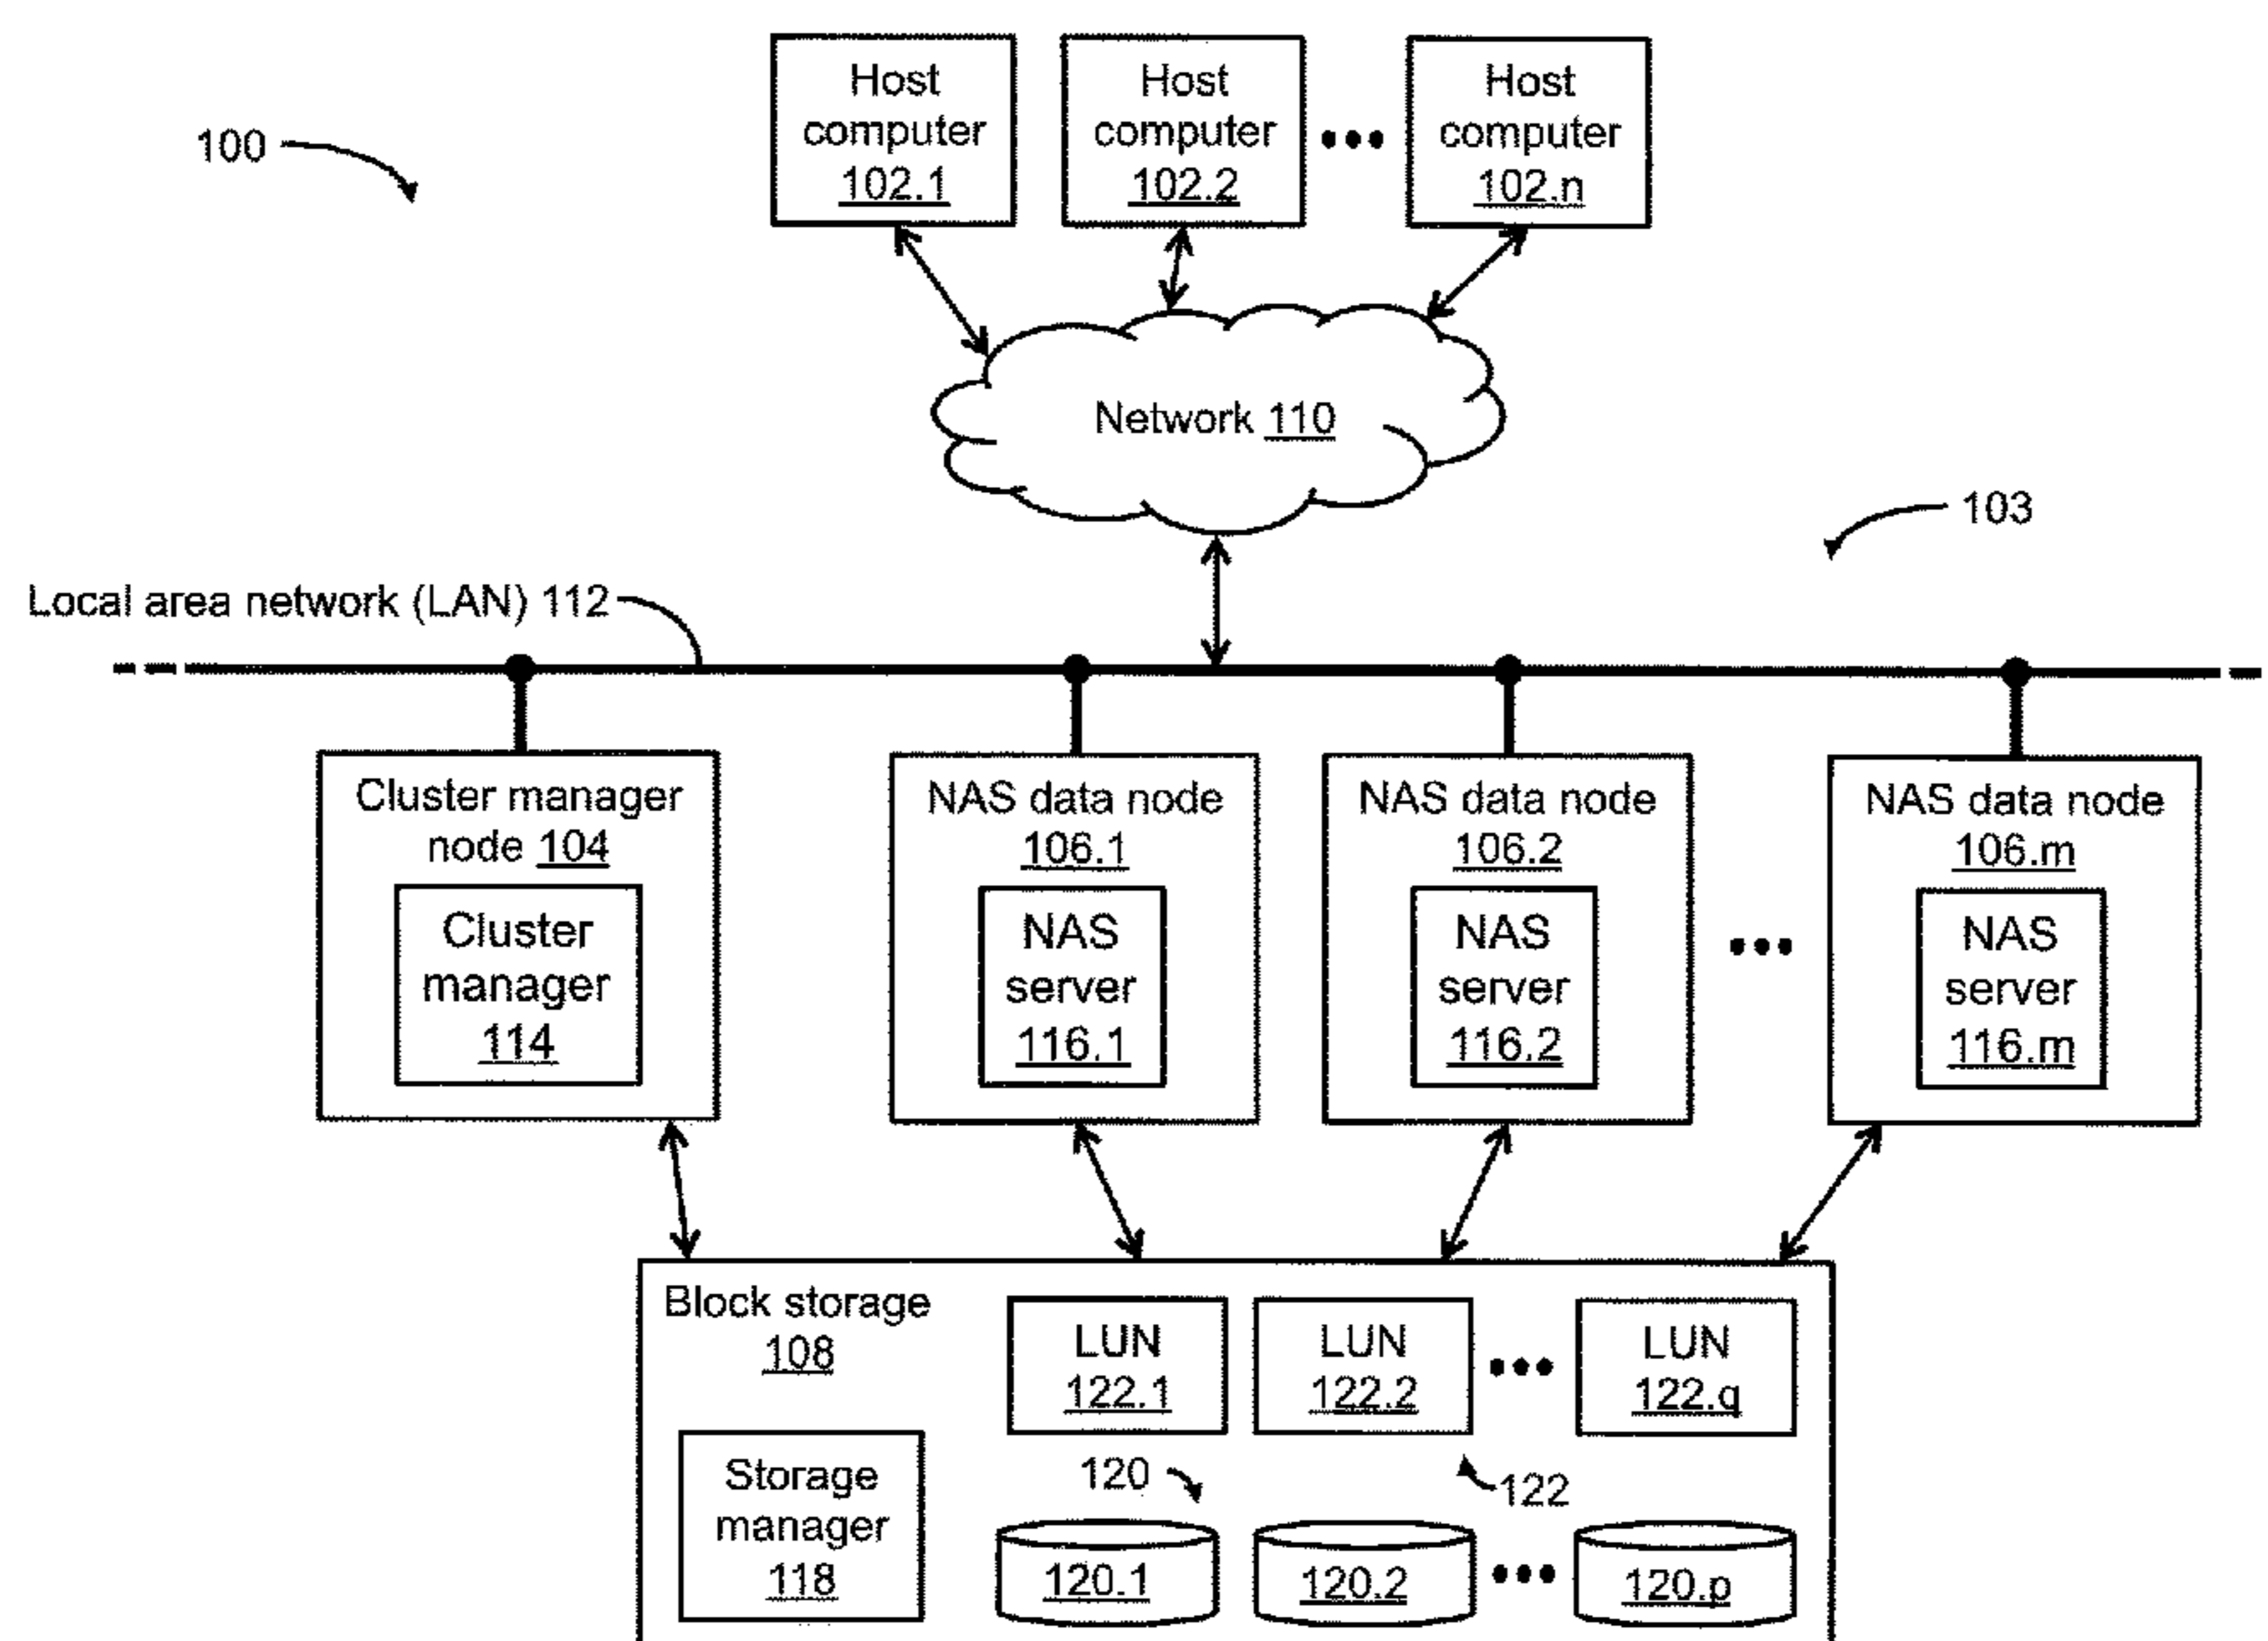 100
Host
computer
102.1
Host
computer
102.2
Host
computer
102.n
Network 110
103
Local area network (LAN) 112
Cluster manager
node 104
Cluster
manager
114
NAS data node
106.1
NAS
server
116.1
NAS data node
106.2
NAS
server
116.2
NAS data node
106.m
NAS
server
116.m
Block storage
108
LUN
122.1
LUN
122.2
LUN
122.q
120
122
Storage
manager
118
120.1
120.2
120.p